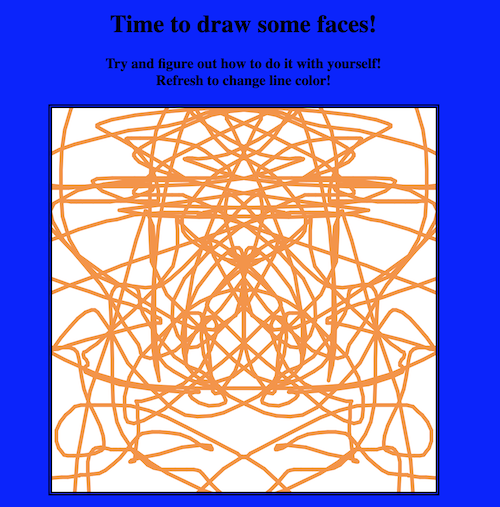 Time to draw some faces!
Try and figure out how to do it with yourself!
Refresh to change line color!